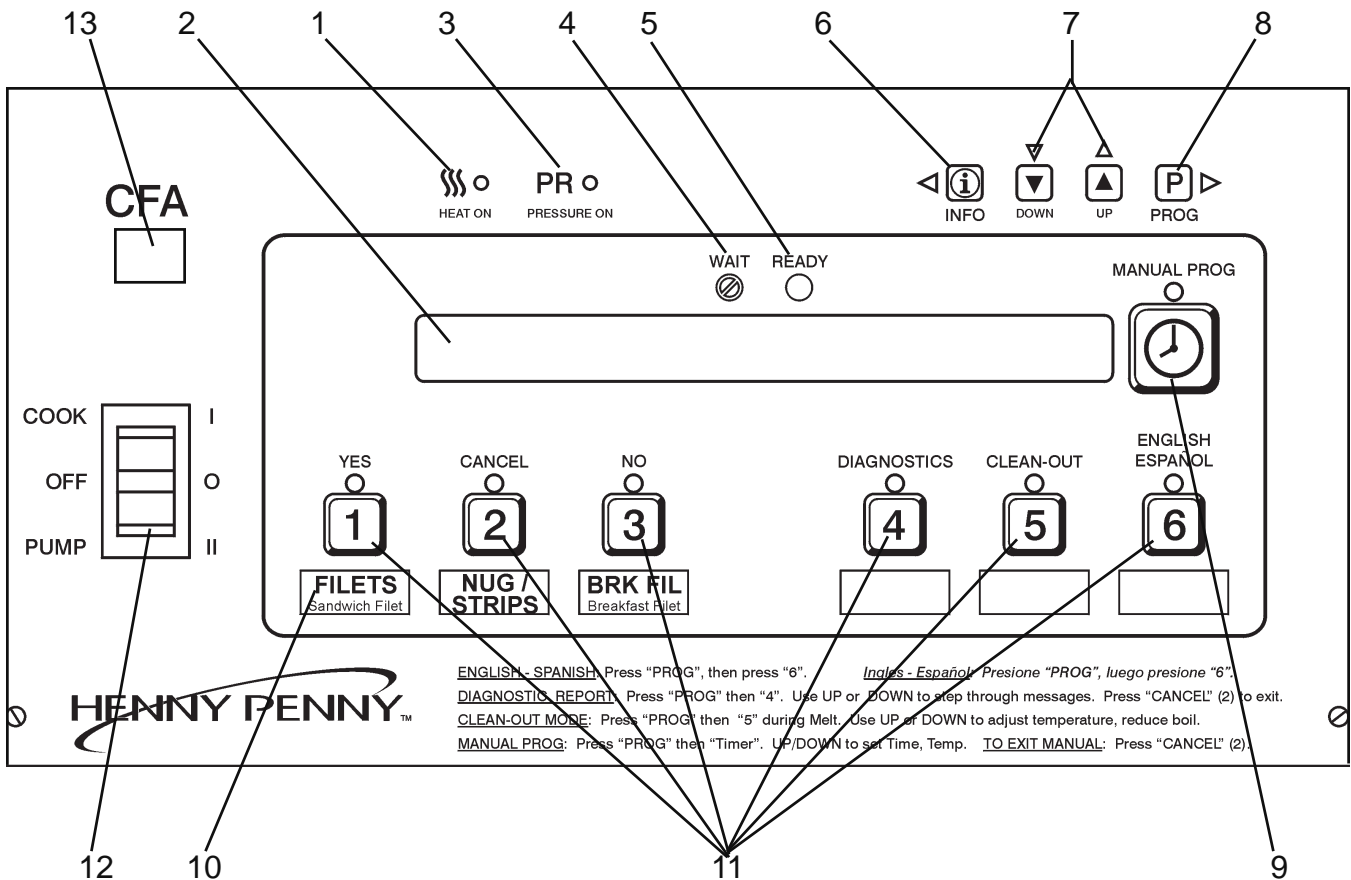 13 2 1 3 4 5 6 7 8
CFA
PR
HEAT ON PRESSURE ON
INFO DOWN UP P PROG
WAIT READY
MANUAL PROG
COOK I
OFF O
PUMP II
YES CANCEL NO DIAGNOSTICS CLEAN-OUT ENGLISH
ESPAÑOL
1 2 3 4 5 6
FILETS NUG / BRK FIL
Sandwich Filet STRIPS Breakfast Filet
ENGLISH - SPANISH: Press “PROG”, then press “6”. Ingles - Español: Presione “PROG”, luego presione “6”.
DIAGNOSTIC REPORT: Press “PROG” then “4”. Use UP or DOWN to step through messages. Press “CANCEL” (2) to exit.
CLEAN-OUT MODE: Press “PROG” then “5” during Melt. Use UP or DOWN to adjust temperature, reduce boil.
MANUAL PROG: Press “PROG” then “Timer”. UP/DOWN to set Time, Temp. TO EXIT MANUAL: Press “CANCEL” (2).
HENNY PENNY™
12 10 11 9